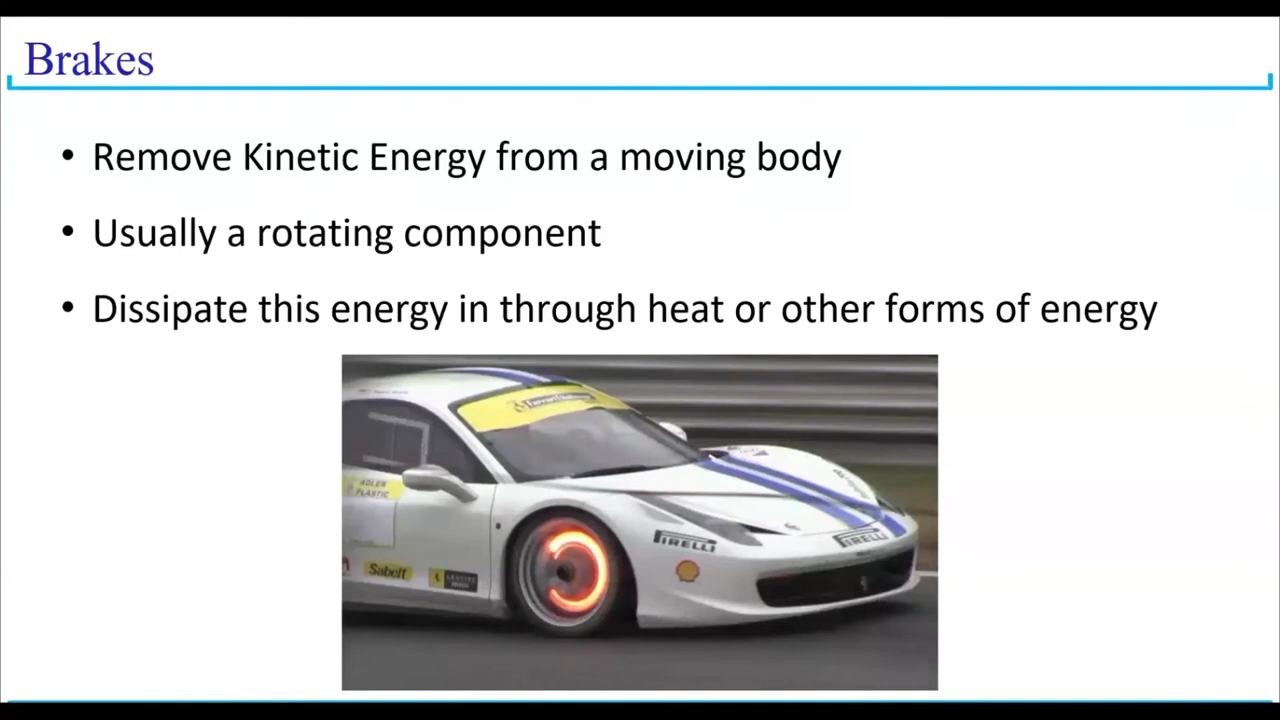 Brakes
• Remove Kinetic Energy from a moving body
• Usually a rotating component
• Dissipate this energy in through heat or other forms of energy
ADLER
PLASTIC
PIRELLI
PIRELLI
Sabelt